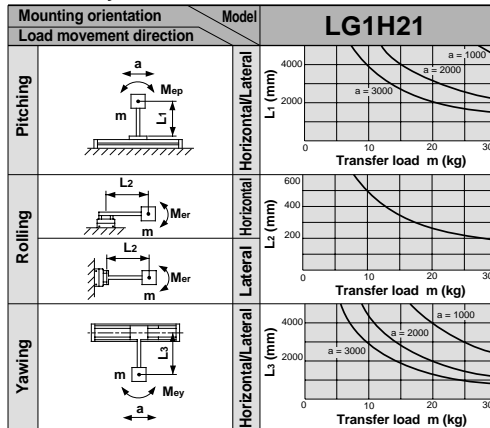 Mounting orientation
Model
Load movement direction
LG1H21
Pitching
a
Mep
m
L1
Horizontal/Lateral
L1 (mm)
4000
2000
a = 1000
a = 2000
a = 3000
0 10 20 30
Transfer load m (kg)
Rolling
L2
Mer
m
Horizontal
L2
Mer
m
Lateral
L2 (mm)
600
400
200
0 10 20 30
Transfer load m (kg)
Yawing
L3
m
Mey
a
Horizontal/Lateral
L3 (mm)
4000
2000
a = 1000
a = 2000
a = 3000
0 10 20 30
Transfer load m (kg)